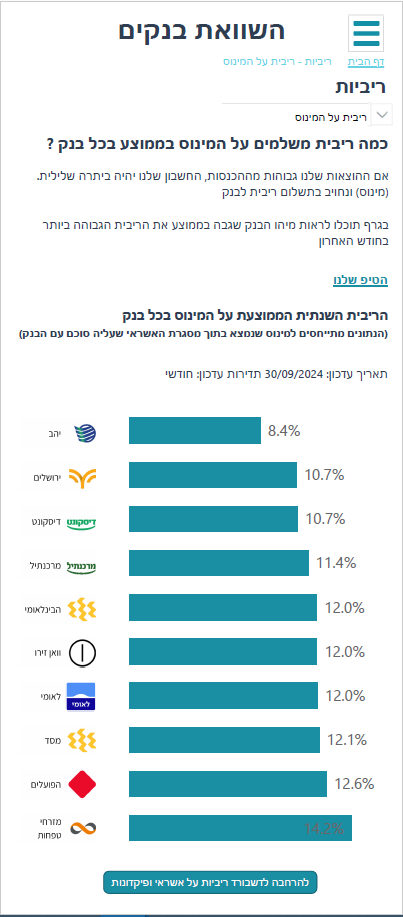 השוואת בנקים
דף הבית ריביות - ריבית על המינוס
ריביות
ריבית על המינוס
כמה ריבית משלמים על המינוס בממוצע בכל בנק ?
אם ההוצאות שלנו גבוהות מההכנסות, החשבון שלנו יהיה ביתרה שלילית.
(מינוס) ונחויב בתשלום ריבית לבנק
בגרף תוכלו לראות מיהו הבנק שגבה בממוצע את הריבית הגבוהה ביותר
בחודש האחרון
הטיפ שלנו
הריבית השנתית הממוצעת על המינוס בכל בנק
(הנתונים מתייחסים למינוס שנמצא בתוך מסגרת האשראי שעליה סוכם עם הבנק)
תאריך עדכון: 30/09/2024 תדירות עדכון: חודשי
יהב 8.4%
ירושלים 10.7%
דיסקונט דיסקונט 10.7%
מרכנתיל מרכנתיל 11.4%
הבינלאומי 12.0%
וואן זירו 12.0%
לאומי לאומי 12.0%
מסד 12.1%
הפועלים 12.6%
מזרחי
טפחות 14.2%
להרחבה לדשבורד ריביות על אשראי ופיקדונות